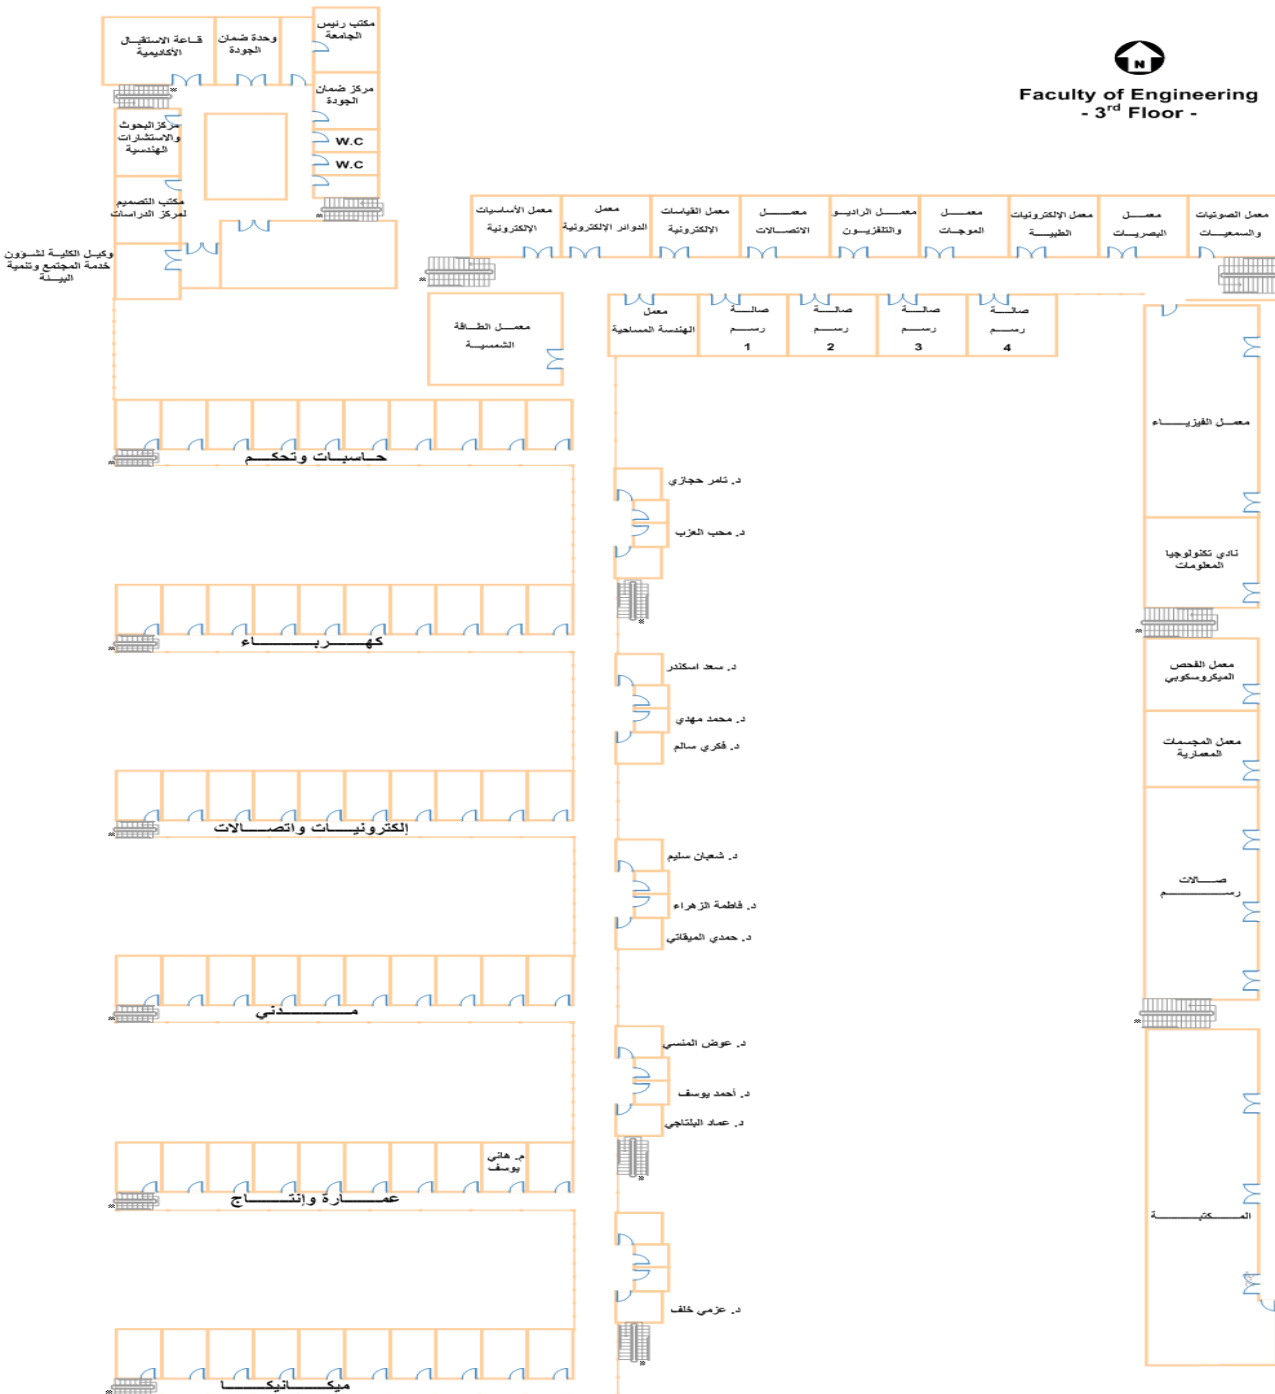 N
Faculty of Engineering
- 3rd Floor -
مكتب رئيس
الجامعة
وحدة ضمان
الجودة
قاعة الاستقبال
الأكاديمية
مركز ضمان
الجودة
W.C
W.C
مركز البحوث
والاستشارات
الهندسية
مكتب التصميم
لمركز الدراسات
وكيل الكلية لشؤون
خدمة المجتمع وتنمية
البيئة
معمل الأساسيات
الإلكترونية
معمل
الدوائر الإلكترونية
معمل القياسات
الإلكترونية
معمل
الاتصالات
معمل الراديو
والتلفزيون
معمل
الموجات
معمل الإلكترونيات
الطبية
معمل
البصريات
معمل الصوتيات
والسمعيات
معمل الطاقة
الشمسية
معمل
الهندسة المساحية
صالة
رسم
1
صالة
رسم
2
صالة
رسم
3
صالة
رسم
4
معمل الفيزياء
نادي تكنولوجيا
المعلومات
معمل الفحص
الميكروسكوبي
معمل المجسمات
المعمارية
صالات
رسم
المكتبة
حاسبات وتحكم
د. تامر حجازي
د. محب العزب
كهرباء
د. سعد اسكندر
د. محمد مهدي
د. فكري سالم
إلكترونيات واتصالات
د. شعبان سليم
د. فاطمة الزهراء
د. حمدي الميقاتي
مدني
د. عوض المنسي
د. أحمد يوسف
د. عماد البلتاجي
م. هاني
يوسف
عمارة وإنتاج
د. عزمي خلف
ميكانيكا